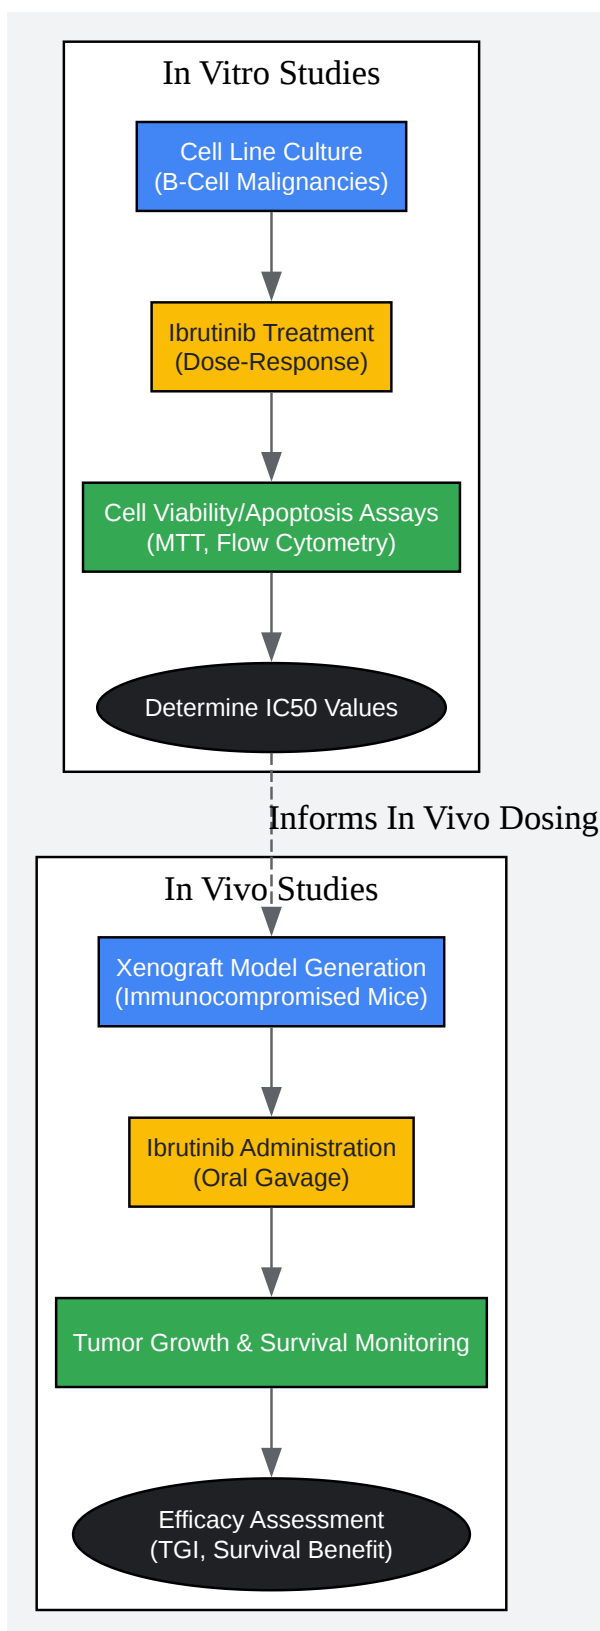 In Vitro Studies
Cell Line Culture
(B-Cell Malignancies)
Ibrutinib Treatment
(Dose-Response)
Cell Viability/Apoptosis Assays
(MTT, Flow Cytometry)
Determine IC50 Values
Informs In Vivo Dosing
In Vivo Studies
Xenograft Model Generation
(Immunocompromised Mice)
Ibrutinib Administration
(Oral Gavage)
Tumor Growth & Survival Monitoring
Efficacy Assessment
(TGI, Survival Benefit)